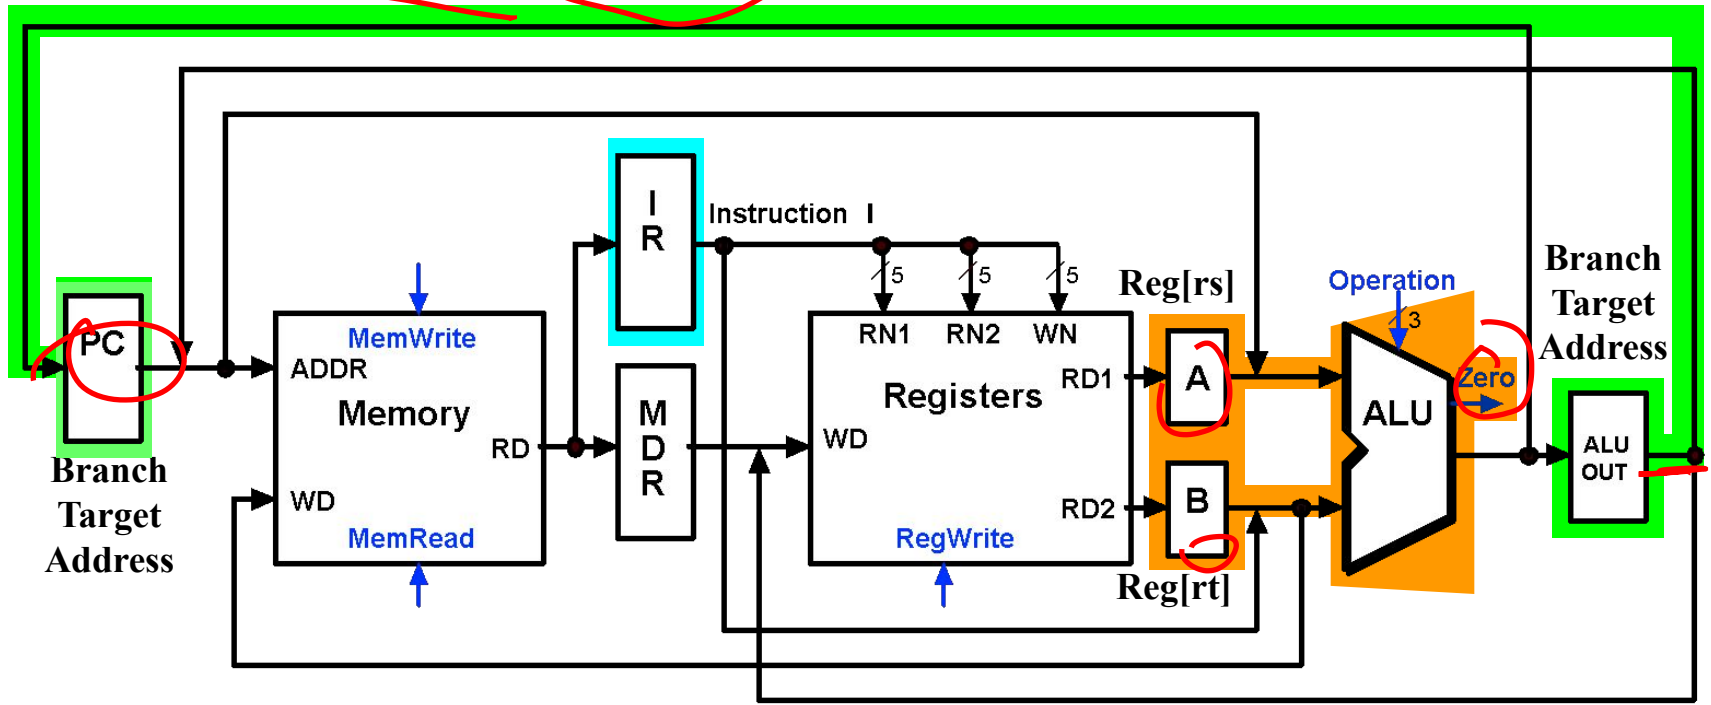 I
R
Instruction I
5
5
5
Reg[rs]
Operation
3
Branch
Target
Address
PC
MemWrite
ADDR
Memory
RD
WD
MemRead
M
D
R
RN1
RN2
WN
RD1
Registers
WD
RD2
RegWrite
A
B
Reg[rt]
ALU
Zero
ALU
OUT
Branch
Target
Address